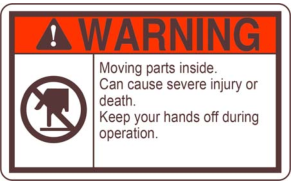 WARNING
Moving parts inside.
Can cause severe injury or
death.
Keep your hands off during
operation.